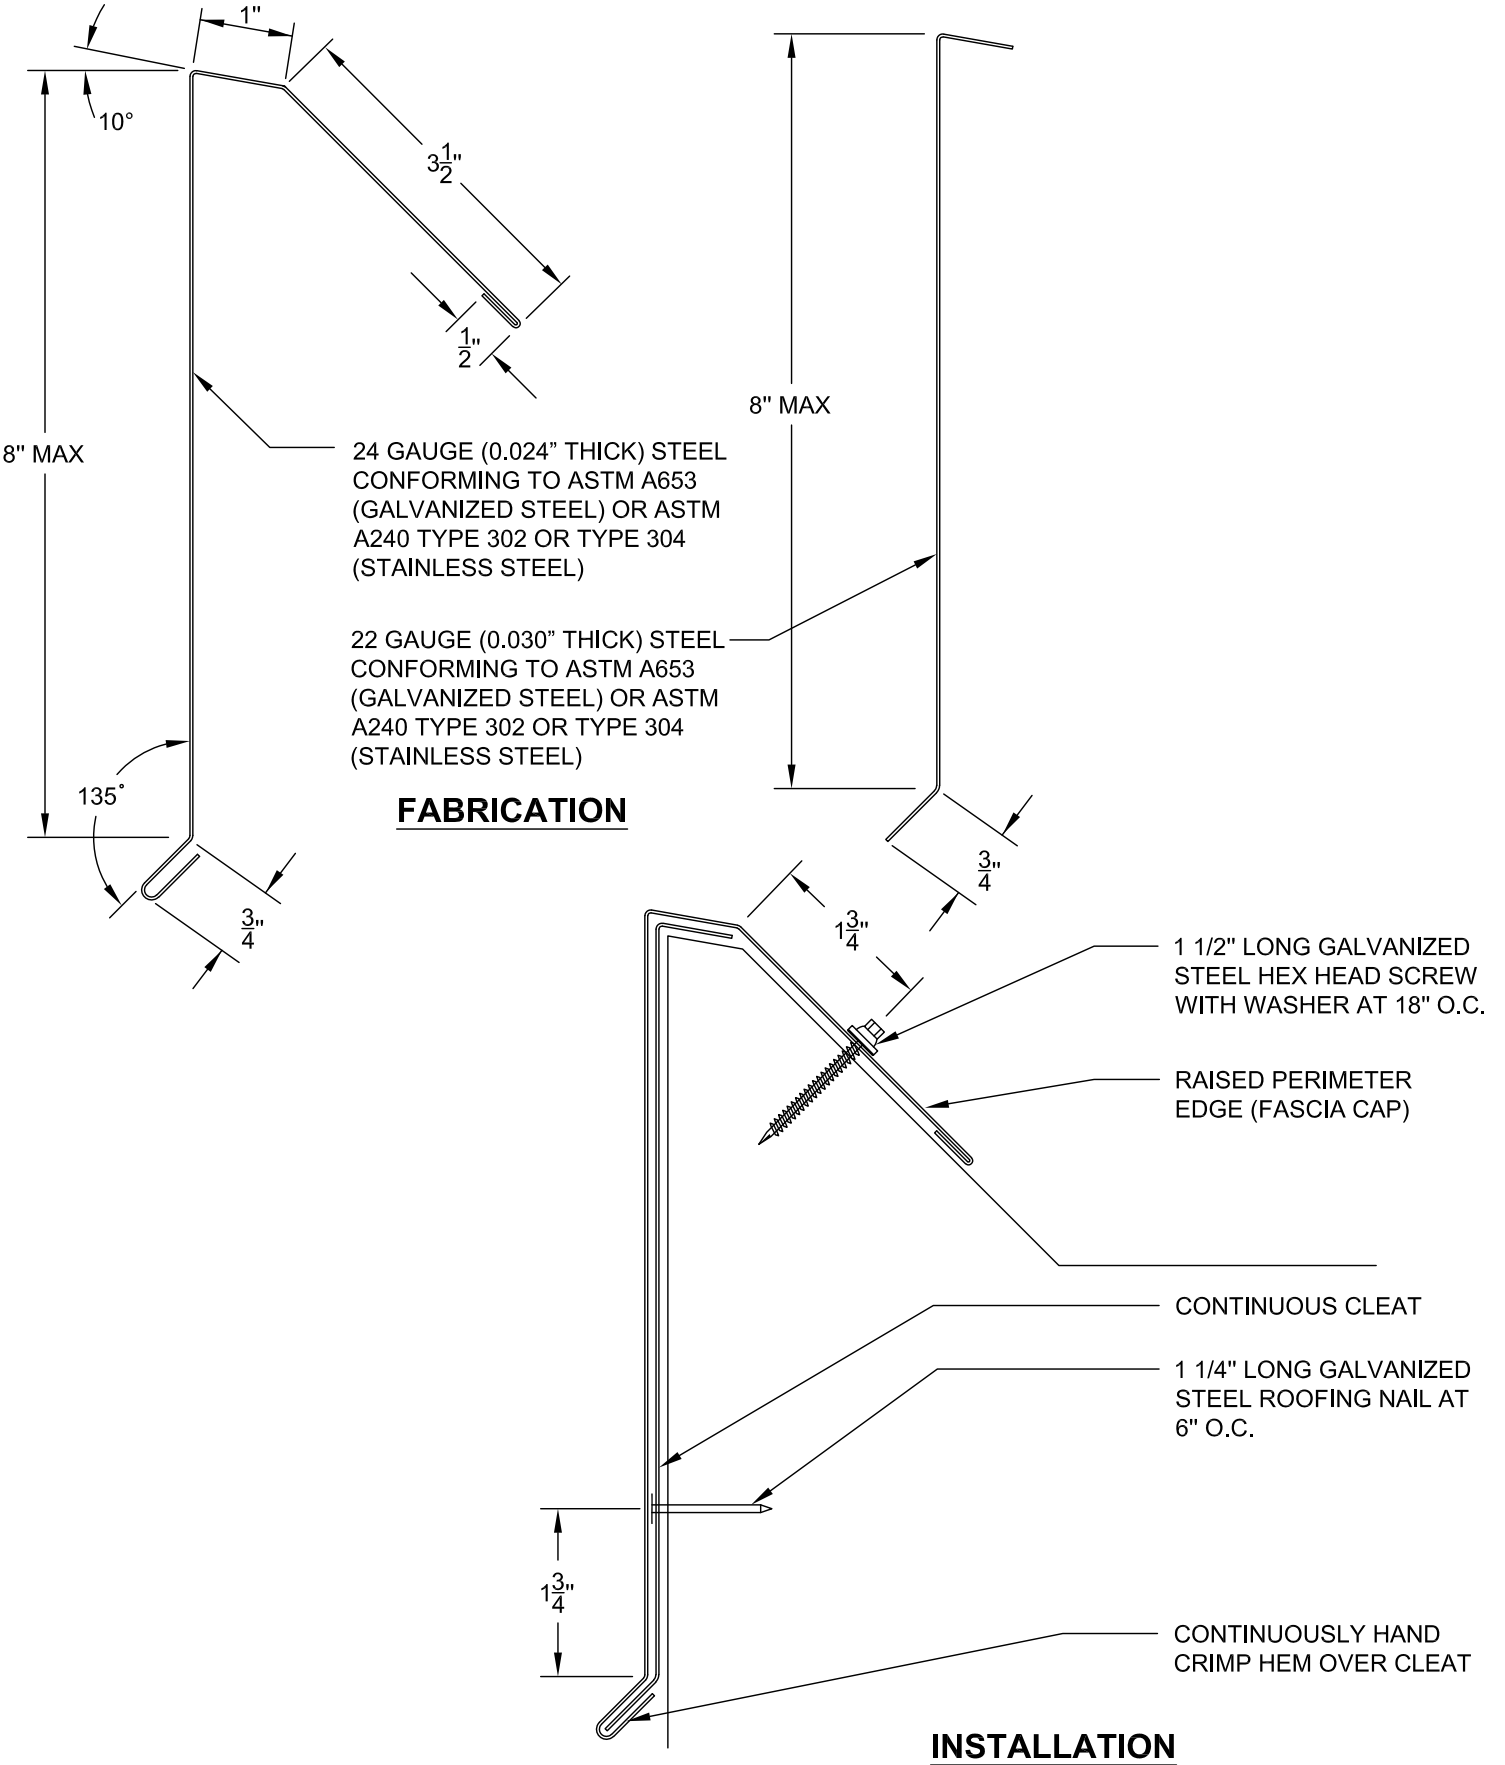 1"
10°
3 1/2"
1/2"
8" MAX
8" MAX
24 GAUGE (0.024” THICK) STEEL
CONFORMING TO ASTM A653
(GALVANIZED STEEL) OR ASTM
A240 TYPE 302 OR TYPE 304
(STAINLESS STEEL)
22 GAUGE (0.030” THICK) STEEL
CONFORMING TO ASTM A653
(GALVANIZED STEEL) OR ASTM
A240 TYPE 302 OR TYPE 304
(STAINLESS STEEL)
135°
FABRICATION
3/4"
3/4"
1 3/4"
1 1/2" LONG GALVANIZED
STEEL HEX HEAD SCREW
WITH WASHER AT 18" O.C.
RAISED PERIMETER
EDGE (FASCIA CAP)
CONTINUOUS CLEAT
1 1/4" LONG GALVANIZED
STEEL ROOFING NAIL AT
6" O.C.
1 3/4"
CONTINUOUSLY HAND
CRIMP HEM OVER CLEAT
INSTALLATION